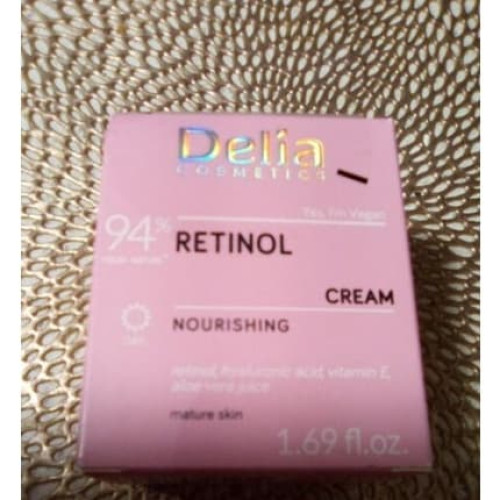 Delia
COSMETICS
Yes, I'm Vegan
94%
RETINOL
CREAM
NOURISHING
retinol, hyaluronic acid, vitamin E,
aloe vera juice
mature skin
1.69 fl.oz.